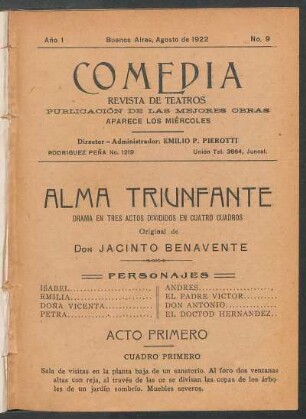 Año 1 Buenos Aires, Agosto de 1922 No. 9
COMEDIA
REVISTA DE TEATROS
PUBLICACIÓN DE LAS MEJORES OBRAS
APARECE LOS MIÉRCOLES
Director - Administrador: EMILIO P. PIEROTTI
RODRIGUEZ PEÑA No. 1219 Unión Tel. 3664, Juncal.
ALMA TRIUNFANTE
DRAMA EN TRES ACTOS DIVIDIDOS EN CUATRO CUADROS
Original de
DON JACINTO BENAVENTE
PERSONAJES
ISABEL ANDRES
EMILIA EL PADRE VICTOR
DOÑA VICENTA DON ANTONIO
PETRA EL DOCTOD HERNANDEZ
ACTO PRIMERO
CUADRO PRIMERO
Sala de visitas en la planta baja de un sanatorio. Al foro dos ventanas
altas con reja, al través de las que se divisan las copas de los árbo-
les de un jardín sombrío. Muebles severos.